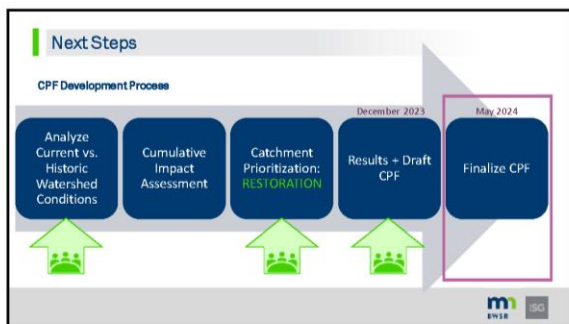 Next Steps
CPF Development Process
December 2023
May 2024
Analyze
Current vs.
Historic
Watershed
Conditions
Cumulative
Impact
Assessment
Catchment
Prioritization:
RESTORATION
Results + Draft
CPF
Finalize CPF
mn
BWSR
ISG